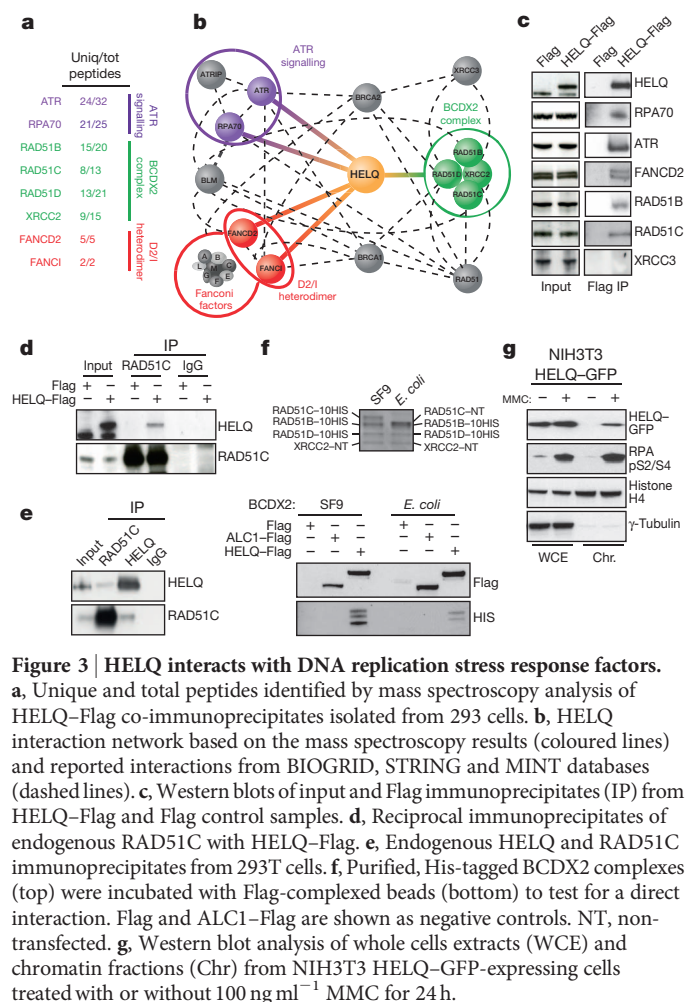 a
Uniq/tot
peptides
ATR 24/32
RPA70 21/25
RAD51B 15/20
RAD51C 8/13
RAD51D 13/21
XRCC2 9/15
FANCD2 5/5
FANCI 2/2
ATR
signalling
BCDX2
complex
D2/I
heterodimer
b
ATR
signalling
ATRIP
ATR
RPA70
BRCA2
XRCC3
BCDX2
complex
RAD51B
RAD51D
XRCC2
RAD51C
HELQ
BLM
FANCD2
FANCI
A
B
L
M
C
G
E
F
Fanconi
factors
D2/I
heterodimer
BRCA1
RAD51
c
Flag
HELQ–Flag
Flag
HELQ–Flag
HELQ
RPA70
ATR
FANCD2
RAD51B
RAD51C
XRCC3
Input
Flag IP
d
IP
Input RAD51C IgG
Flag + – + – + –
HELQ–Flag – + – + – +
HELQ
RAD51C
e
IP
Input
RAD51C
HELQ
IgG
HELQ
RAD51C
f
SF9
E. coli
RAD51C–10HIS
RAD51B–10HIS
RAD51D–10HIS
XRCC2–NT
RAD51C–NT
RAD51B–10HIS
RAD51D–10HIS
XRCC2–NT
BCDX2: SF9 E. coli
Flag + – – + – –
ALC1–Flag – + – – + –
HELQ–Flag – – + – – +
Flag
HIS
g
NIH3T3
HELQ–GFP
MMC: – + – +
HELQ–
GFP
RPA
pS2/S4
Histone
H4
γ-Tubulin
WCE Chr.
Figure 3 | HELQ interacts with DNA replication stress response factors.
a, Unique and total peptides identified by mass spectroscopy analysis of
HELQ–Flag co-immunoprecipitates isolated from 293 cells. b, HELQ
interaction network based on the mass spectroscopy results (coloured lines)
and reported interactions from BIOGRID, STRING and MINT databases
(dashed lines). c, Western blots of input and Flag immunoprecipitates (IP) from
HELQ–Flag and Flag control samples. d, Reciprocal immunoprecipitates of
endogenous RAD51C with HELQ–Flag. e, Endogenous HELQ and RAD51C
immunoprecipitates from 293T cells. f, Purified, His-tagged BCDX2 complexes
(top) were incubated with Flag-complexed beads (bottom) to test for a direct
interaction. Flag and ALC1–Flag are shown as negative controls. NT, non-
transfected. g, Western blot analysis of whole cells extracts (WCE) and
chromatin fractions (Chr) from NIH3T3 HELQ–GFP-expressing cells
treated with or without 100 ng ml⁻¹ MMC for 24 h.